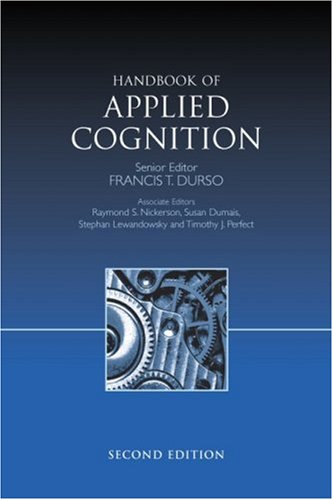 HANDBOOK OF
APPLIED
COGNITION
Senior Editor
FRANCIS T. DURSO
Associate Editors
Raymond S. Nickerson, Susan Dumais,
Stephan Lewandowsky and Timothy J. Perfect
SECOND EDITION